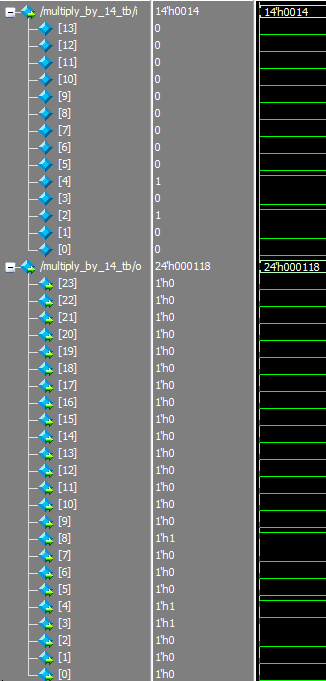 /multiply_by_14_tb/i 14'h0014 14'h0014
[13] 0
[12] 0
[11] 0
[10] 0
[9] 0
[8] 0
[7] 0
[6] 0
[5] 0
[4] 1
[3] 0
[2] 1
[1] 0
[0] 0
/multiply_by_14_tb/o 24'h000118 24'h000118
[23] 1'h0
[22] 1'h0
[21] 1'h0
[20] 1'h0
[19] 1'h0
[18] 1'h0
[17] 1'h0
[16] 1'h0
[15] 1'h0
[14] 1'h0
[13] 1'h0
[12] 1'h0
[11] 1'h0
[10] 1'h0
[9] 1'h0
[8] 1'h1
[7] 1'h0
[6] 1'h0
[5] 1'h0
[4] 1'h1
[3] 1'h1
[2] 1'h0
[1] 1'h0
[0] 1'h0